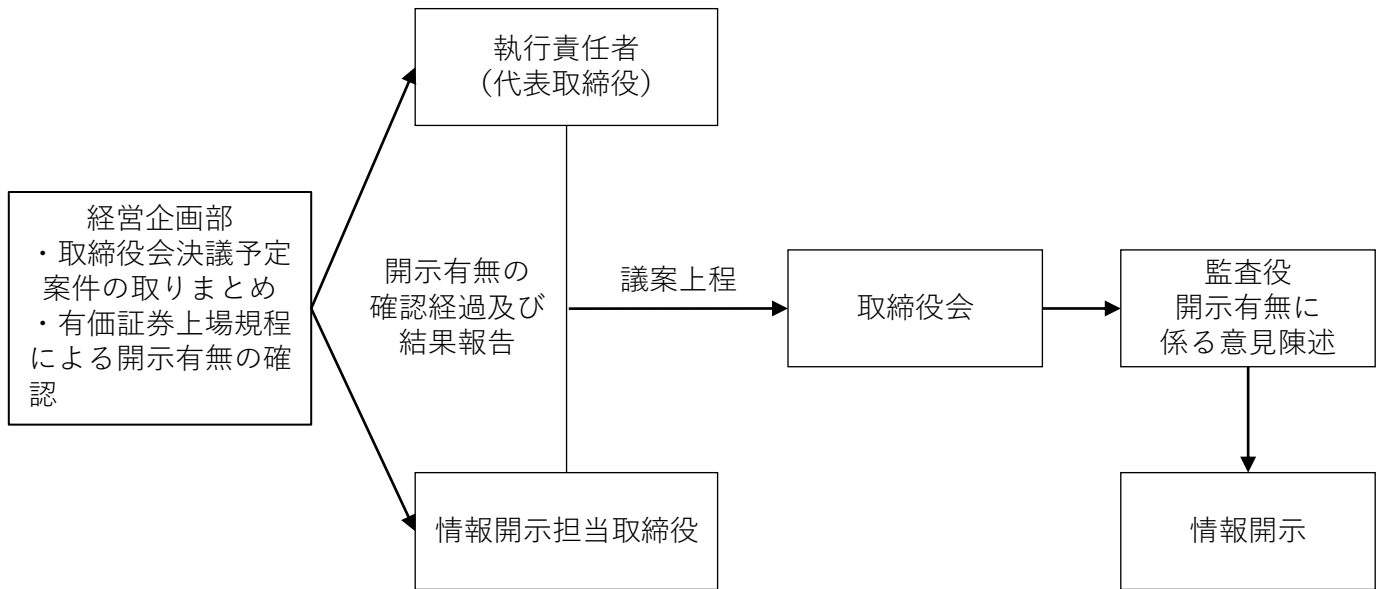 執行責任者
（代表取締役）
経営企画部
・取締役会決議予定
案件の取りまとめ
・有価証券上場規程
による開示有無の確
認
開示有無の
確認経過及び
結果報告
議案上程
取締役会
監査役
開示有無に
係る意見陳述
情報開示担当取締役
情報開示